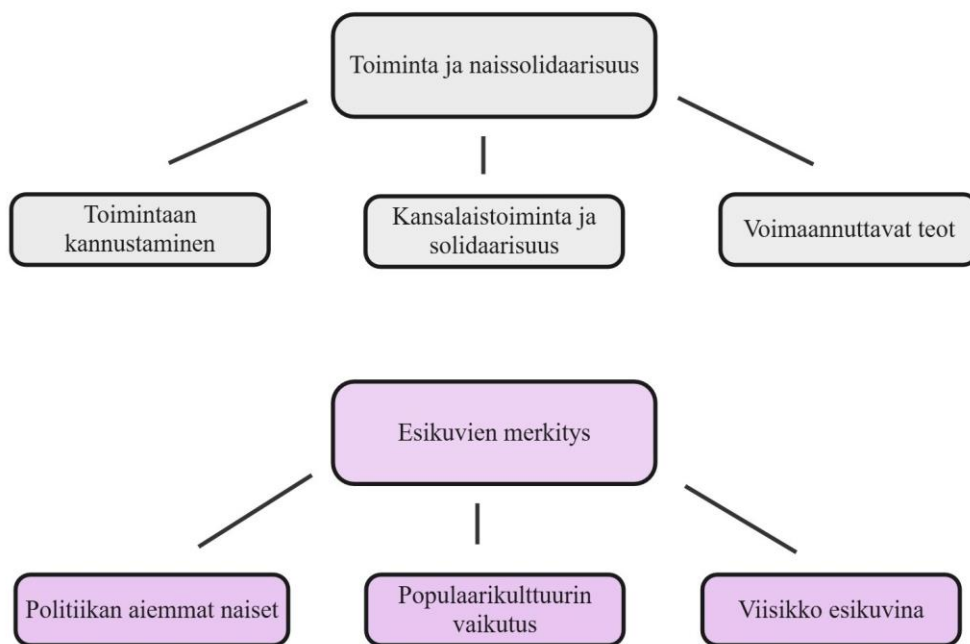 Toiminta ja naissolidaarisuus
Toimintaan
kannustaminen
Kansalaistoiminta ja
solidaarisuus
Voimaannuttavat teot
Esikuvien merkitys
Politiikan aiemmat naiset
Populaarikulttuurin
vaikutus
Viisikko esikuvina